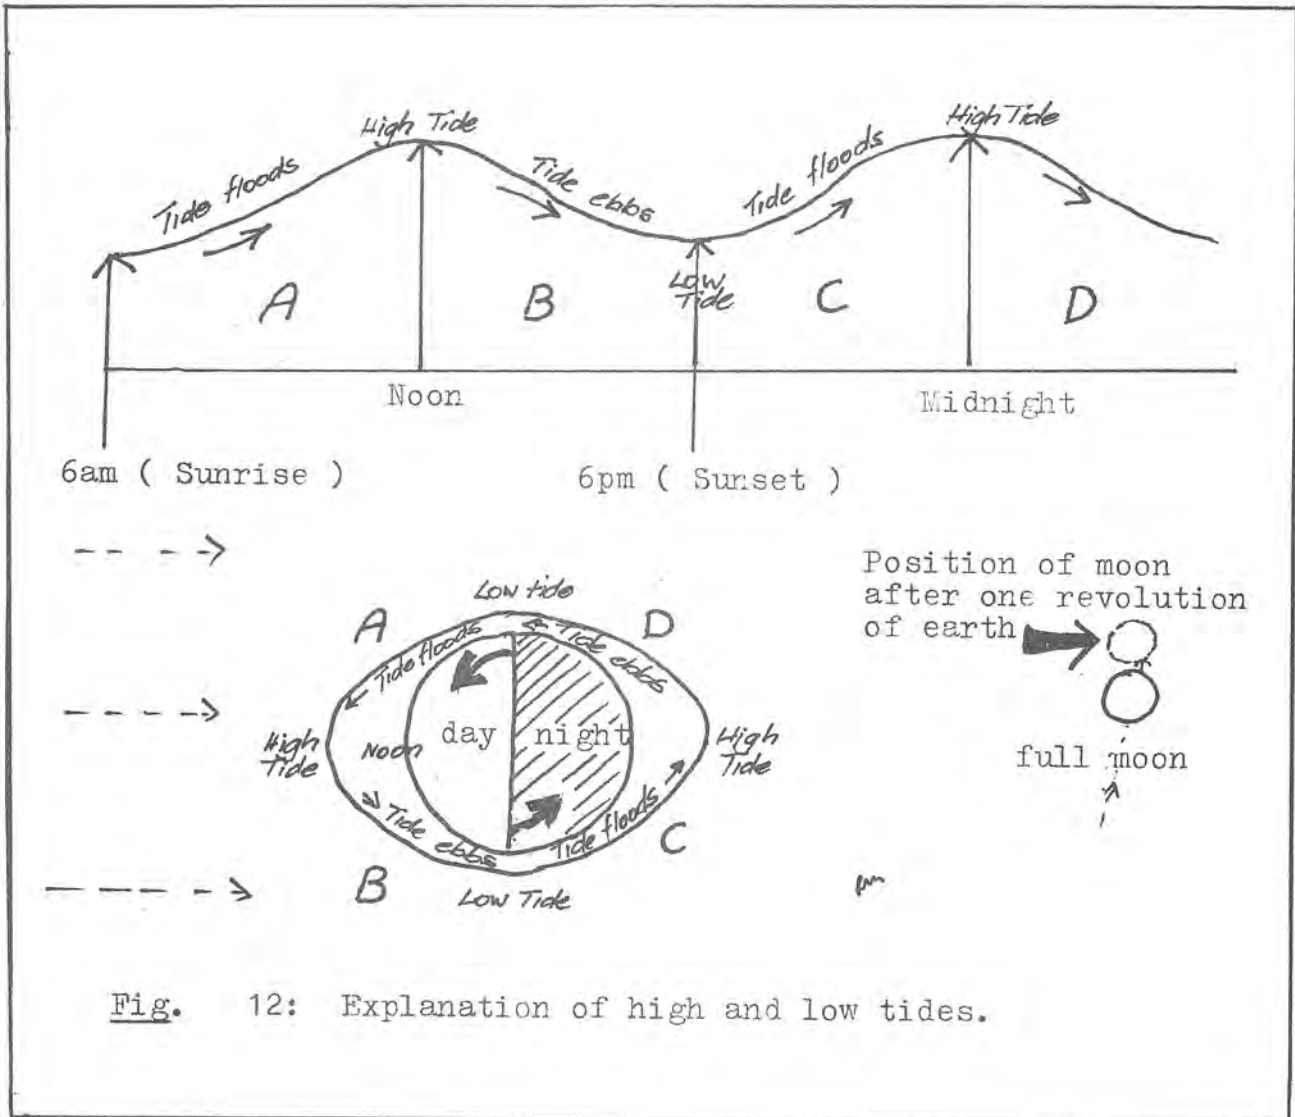 High Tide
High Tide
Tide floods
Tide ebbs
Tide floods
A
B
Low
Tide
C
D
Noon
Midnight
6am ( Sunrise )
6pm ( Sunset )
Position of moon
after one revolution
of earth
Low tide
A
D
Tide floods
Tide ebbs
High
Tide
Noon
day
night
High
Tide
full moon
Tide ebbs
Tide floods
B
C
Low Tide
Fig. 12: Explanation of high and low tides.